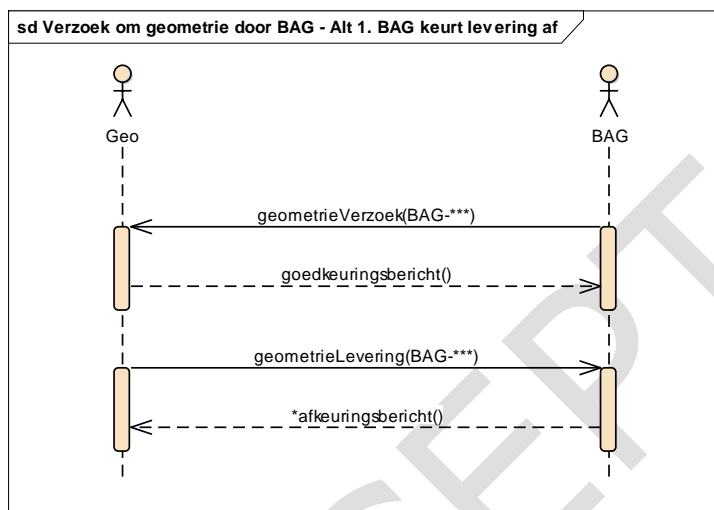 sd Verzoek om geometrie door BAG - Alt 1. BAG keurt levering af
Geo
BAG
geometrieVerzoek(BAG-***)
goedkeuringsbericht()
geometrieLevering(BAG-***)
*afkeuringsbericht()